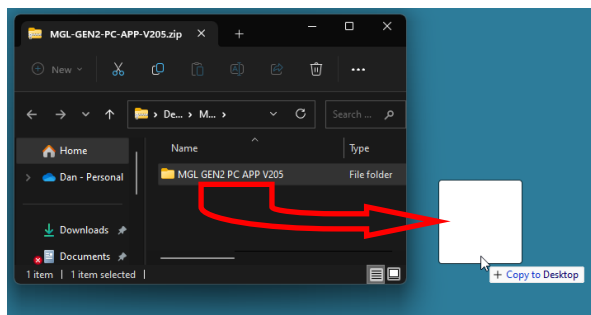 MGL-GEN2-PC-APP-V205.zip
New
De... M...
Search ...
Home
Name
Type
Dan - Personal
MGL GEN2 PC APP V205
File folder
Downloads
Documents
1 item
1 item selected
+ Copy to Desktop